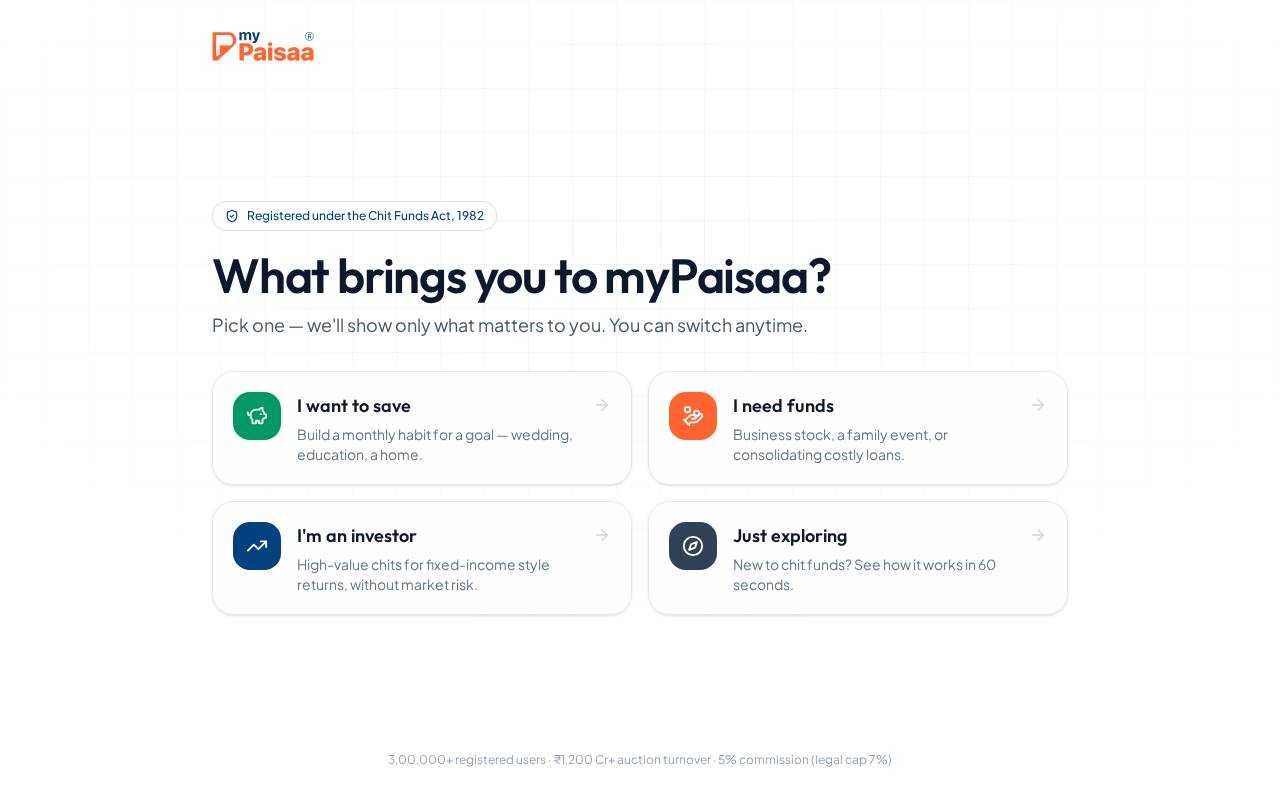 my ®
Paisaa
Registered under the Chit Funds Act, 1982
What brings you to myPaisaa?
Pick one — we'll show only what matters to you. You can switch anytime.
I want to save
Build a monthly habit for a goal — wedding,
education, a home.
I need funds
Business stock, a family event, or
consolidating costly loans.
I'm an investor
High-value chits for fixed-income style
returns, without market risk.
Just exploring
New to chit funds? See how it works in 60
seconds.
3,00,000+ registered users · ₹1,200 Cr+ auction turnover · 5% commission (legal cap 7%)